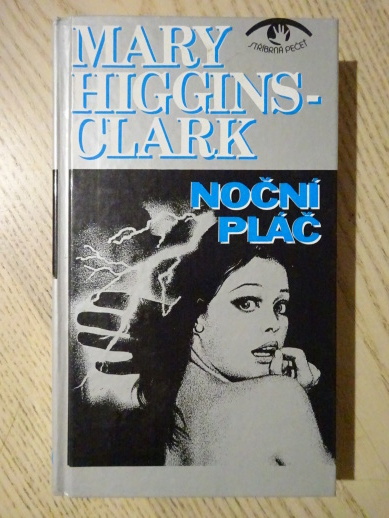 MARY
HIGGINS-
CLARK
STŘÍBRNÁ PEČEŤ
NOČNÍ
PLÁČ